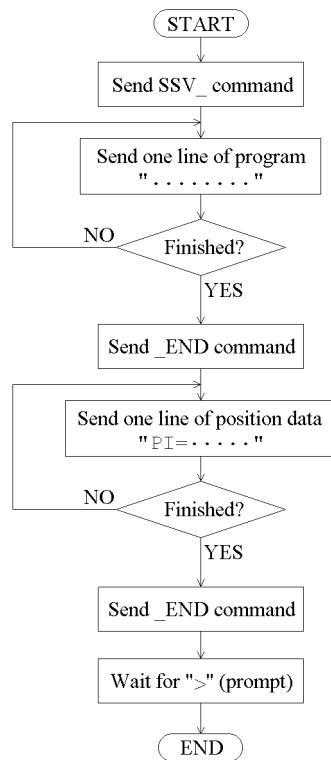 START
Send SSV_ command
Send one line of program
"........"
NO
Finished?
YES
Send _END command
Send one line of position data
"PI=....."
NO
Finished?
YES
Send _END command
Wait for ">" (prompt)
END